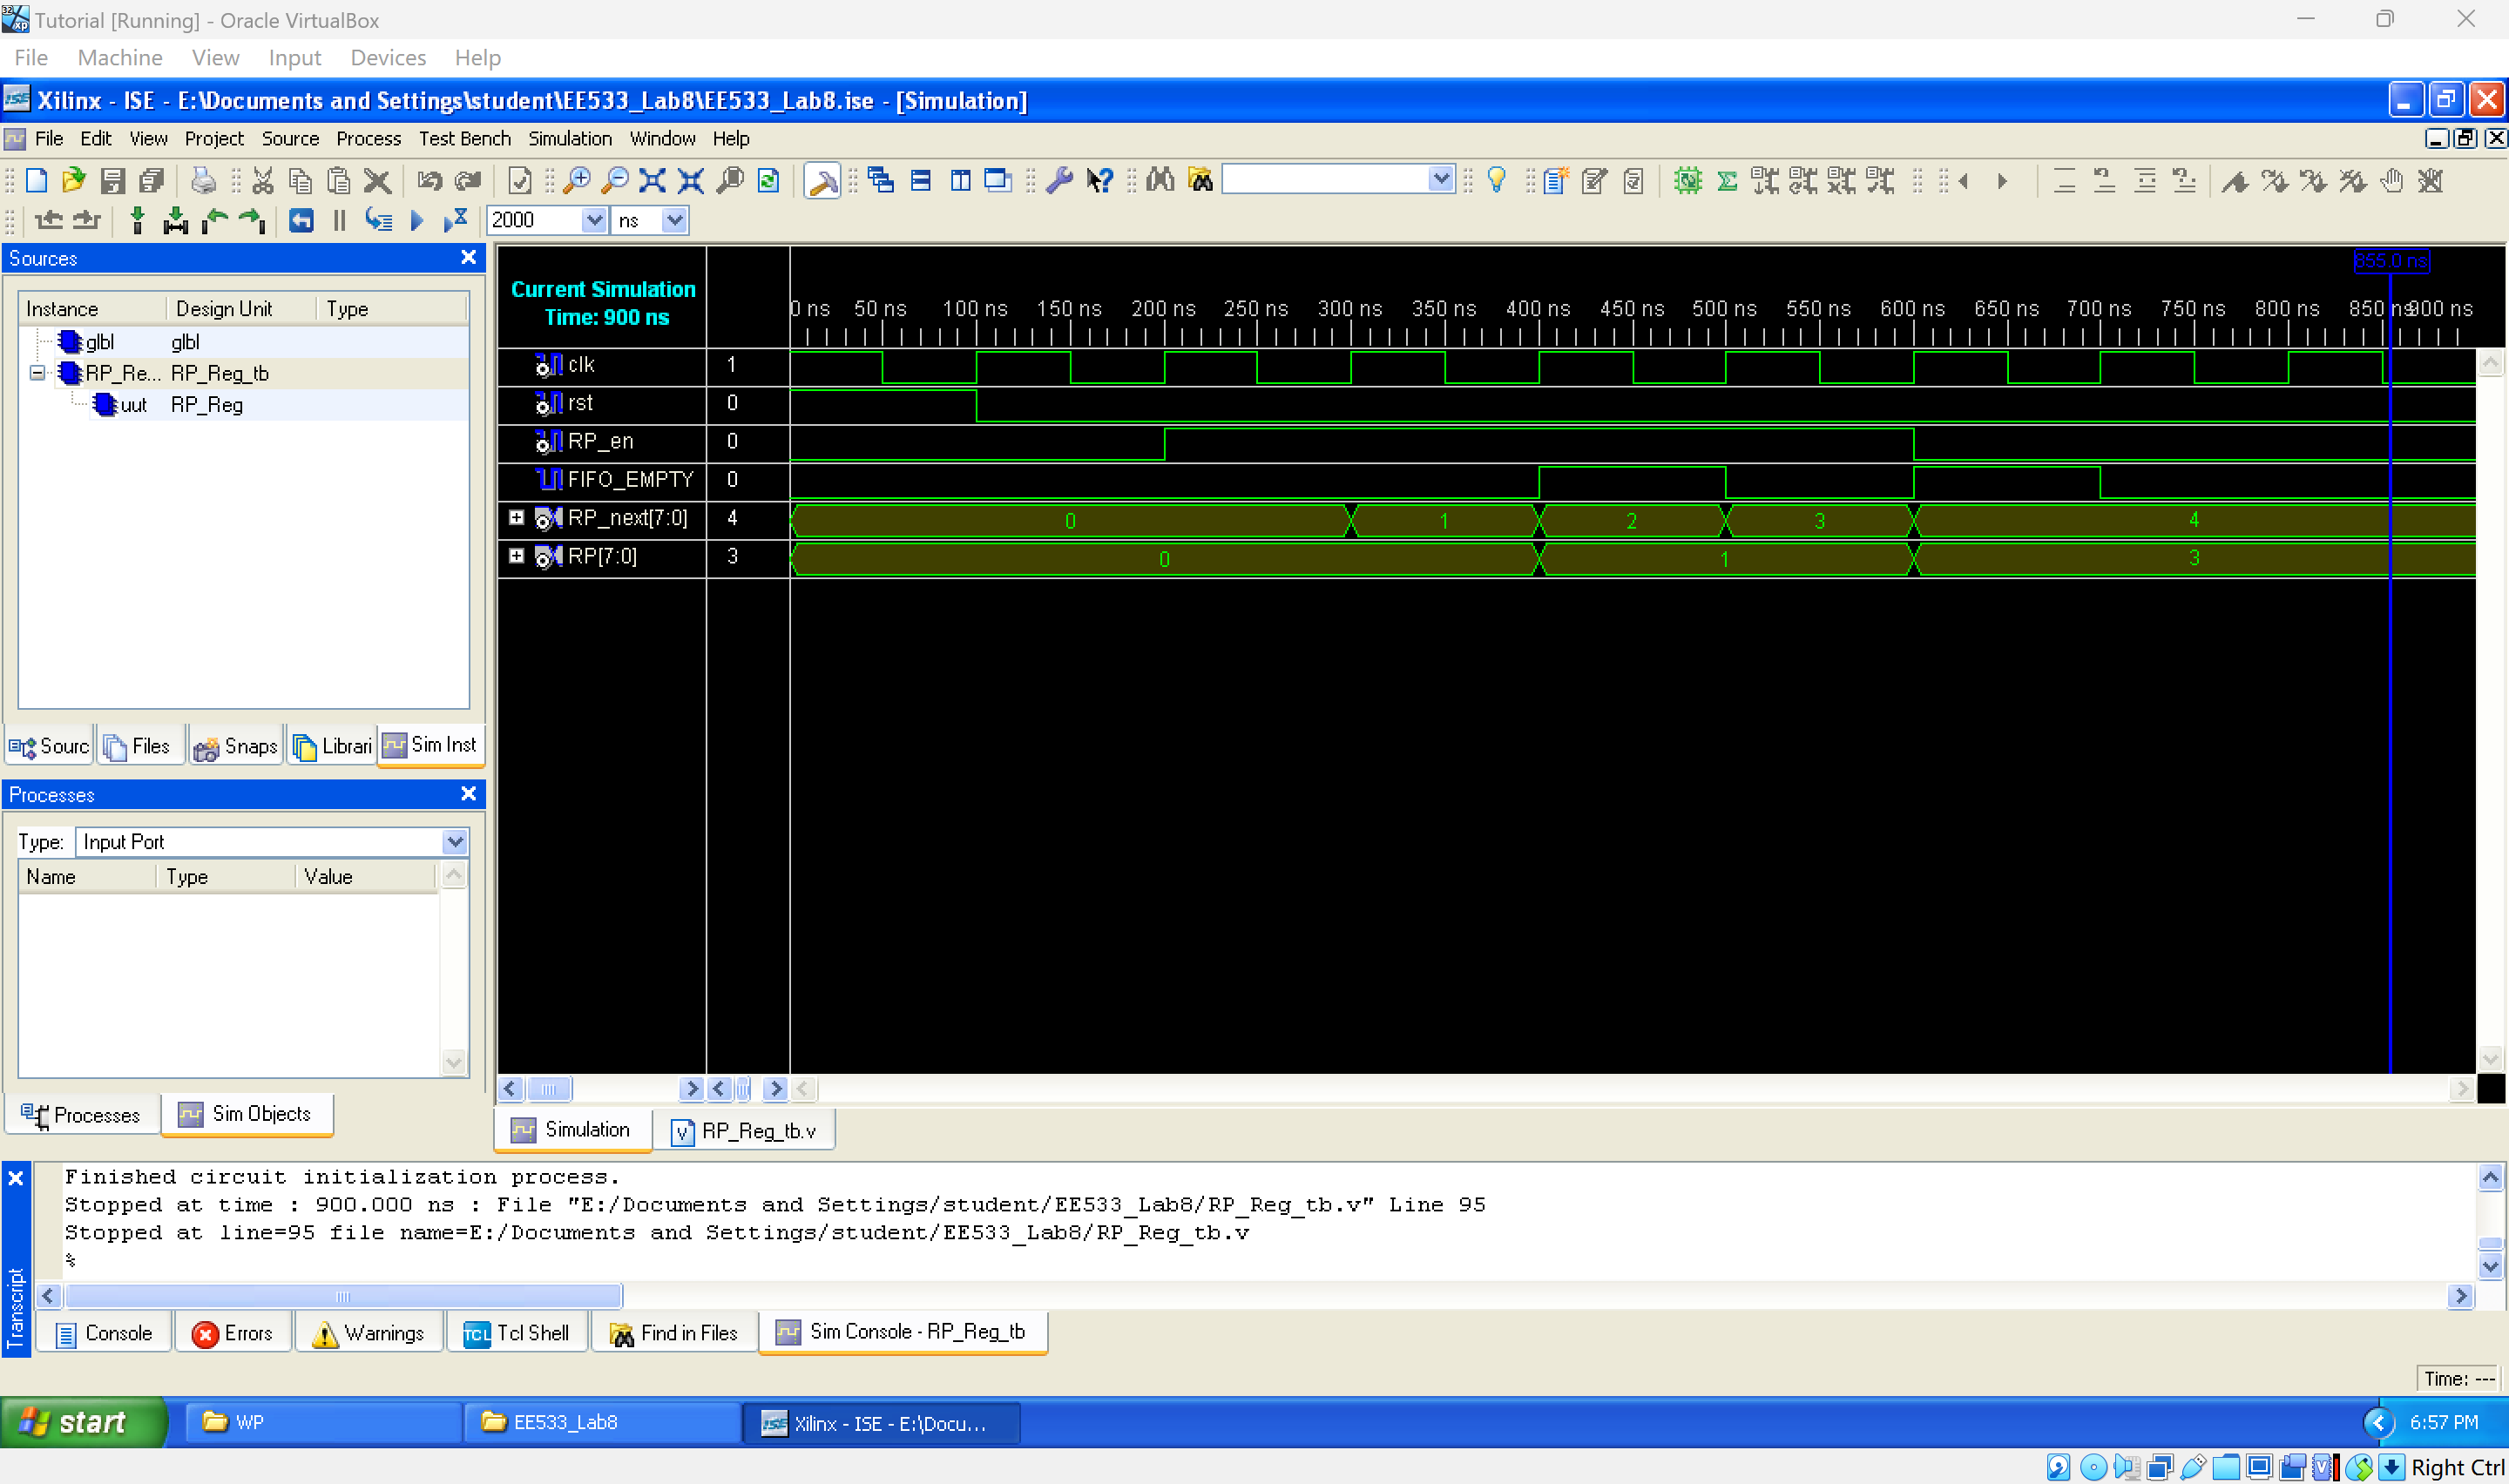 Tutorial [Running] - Oracle VirtualBox
File Machine View Input Devices Help
Xilinx - ISE - E:\Documents and Settings\student\EE533_Lab8\EE533_Lab8.ise - [Simulation]
File Edit View Project Source Process Test Bench Simulation Window Help
2000 ns
Sources
Instance Design Unit Type
glbl glbl
RP_Re... RP_Reg_tb
uut RP_Reg
Sourc Files Snaps Librari Sim Inst
Processes
Type: Input Port
Name Type Value
Processes Sim Objects
855.0 ns
Current Simulation
Time: 900 ns
0 ns 50 ns 100 ns 150 ns 200 ns 250 ns 300 ns 350 ns 400 ns 450 ns 500 ns 550 ns 600 ns 650 ns 700 ns 750 ns 800 ns 850 ns 900 ns
clk 1
rst 0
RP_en 0
FIFO_EMPTY 0
RP_next[7:0] 4 0 1 2 3 4
RP[7:0] 3 0 1 3
Simulation RP_Reg_tb.v
Transcript
Finished circuit initialization process.
Stopped at time : 900.000 ns : File "E:/Documents and Settings/student/EE533_Lab8/RP_Reg_tb.v" Line 95
Stopped at line=95 file name=E:/Documents and Settings/student/EE533_Lab8/RP_Reg_tb.v
%
Console Errors Warnings TCL Tcl Shell Find in Files Sim Console - RP_Reg_tb
Time: ---
start WP EE533_Lab8 ISE Xilinx - ISE - E:\Docu... 6:57 PM
Right Ctrl